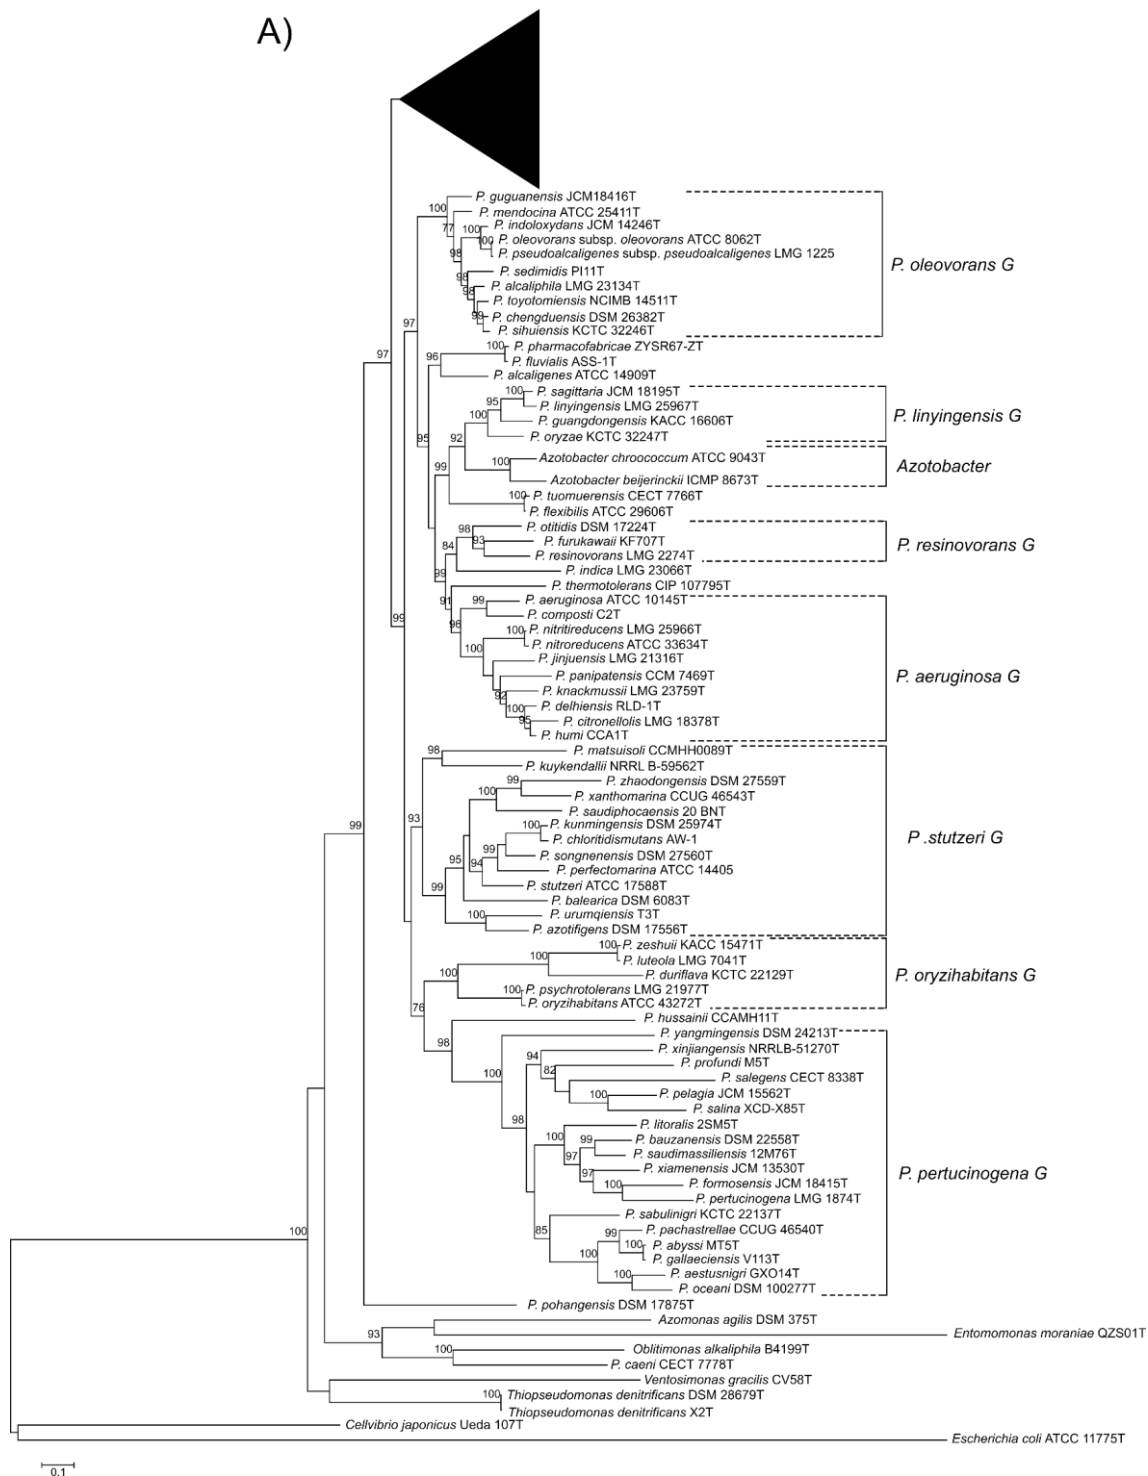 A)
P. guguanensis JCM18416T
100
P. mendocina ATCC 25411T
77
P. indoloxydans JCM 14246T
100
P. oleovorans subsp. oleovorans ATCC 8062T
100
P. pseudoalcaligenes subsp. pseudoalcaligenes LMG 1225
98
P. oleovorans G
P. sedimidis PI11T
98
P. alcaliphila LMG 23134T
98
P. toyotomiensis NCIMB 14511T
99
P. chengduensis DSM 26382T
P. sihuiensis KCTC 32246T
97
P. pharmacofabricae ZYSR67-ZT
100
97
96
P. fluvialis ASS-1T
P. alcaligenes ATCC 14909T
P. sagittaria JCM 18195T
100
95
P. linyingensis LMG 25967T
P. linyingensis G
P. guangdongensis KACC 16606T
P. oryzae KCTC 32247T
95
92
Azotobacter chroococcum ATCC 9043T
100
99
Azotobacter
Azotobacter beijerinckii ICMP 8673T
P. tuomuerensis CECT 7766T
100
P. flexibilis ATCC 29606T
P. otitidis DSM 17224T
98
P. furukawaii KF707T
93
84
P. resinovorans G
P. resinovorans LMG 2274T
P. indica LMG 23066T
99
P. thermotolerans CIP 107795T
P. aeruginosa ATCC 10145T
99
91
P. composti C2T
99
96
P. nitritireducens LMG 25966T
100
P. nitroreducens ATCC 33634T
100
P. jinjuensis LMG 21316T
P. panipatensis CCM 7469T
P. aeruginosa G
P. knackmussii LMG 23759T
92
P. delhiensis RLD-1T
100
P. citronellolis LMG 18378T
95
P. humi CCA1T
P. matsuisoli CCMHH0089T
98
P. kuykendallii NRRL B-59562T
P. zhaodongensis DSM 27559T
99
P. xanthomarina CCUG 46543T
100
P. saudiphocaensis 20 BNT
99
93
P. kunmingensis DSM 25974T
100
P. chloritidismutans AW-1
P .stutzeri G
99
P. songnenensis DSM 27560T
95
94
P. perfectomarina ATCC 14405
P. stutzeri ATCC 17588T
99
P. balearica DSM 6083T
P. urumqiensis T3T
100
P. azotifigens DSM 17556T
P. zeshuii KACC 15471T
100
P. luteola LMG 7041T
100
P. duriflava KCTC 22129T
100
P. oryzihabitans G
P. psychrotolerans LMG 21977T
100
P. oryzihabitans ATCC 43272T
76
P. hussainii CCAMH11T
P. yangmingensis DSM 24213T
98
P. xinjiangensis NRRLB-51270T
94
P. profundi M5T
82
100
P. salegens CECT 8338T
P. pelagia JCM 15562T
100
P. salina XCD-X85T
98
P. litoralis 2SM5T
100
P. bauzanensis DSM 22558T
99
P. saudimassiliensis 12M76T
97
P. xiamenensis JCM 13530T
97
P. pertucinogena G
P. formosensis JCM 18415T
100
P. pertucinogena LMG 1874T
P. sabulinigri KCTC 22137T
85
P. pachastrellae CCUG 46540T
99
100
P. abyssi MT5T
100
P. gallaeciensis V113T
100
P. aestusnigri GXO14T
100
P. oceani DSM 100277T
P. pohangensis DSM 17875T
Azomonas agilis DSM 375T
93
Entomomonas moraniae QZS01T
Oblitimonas alkaliphila B4199T
100
P. caeni CECT 7778T
Ventosimonas gracilis CV58T
100
Thiopseudomonas denitrificans DSM 28679T
Thiopseudomonas denitrificans X2T
Cellvibrio japonicus Ueda 107T
Escherichia coli ATCC 11775T
0.1